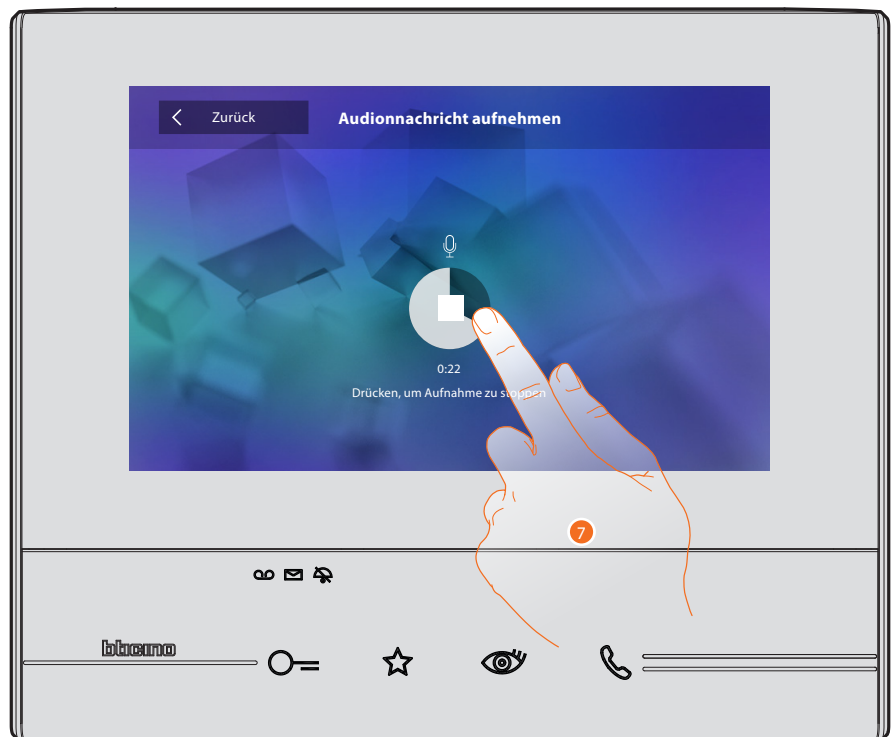 Zurück
Audionnachricht aufnehmen
0:22
Drücken, um Aufnahme zu stoppen
7
bticino